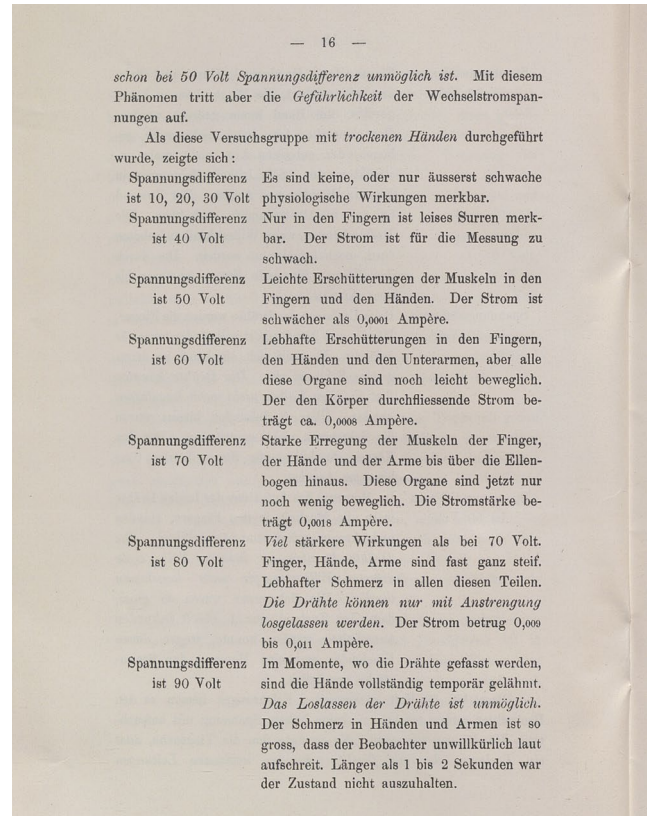 — 16 —
schon bei 50 Volt Spannungsdifferenz unmöglich ist. Mit diesem
Phänomen tritt aber die Gefährlichkeit der Wechselstromspan-
nungen auf.
Als diese Versuchsgruppe mit trockenen Händen durchgeführt
wurde, zeigte sich:
Spannungsdifferenz Es sind keine, oder nur äusserst schwache
ist 10, 20, 30 Volt physiologische Wirkungen merkbar.
Spannungsdifferenz Nur in den Fingern ist leises Surren merk-
ist 40 Volt bar. Der Strom ist für die Messung zu
schwach.
Spannungsdifferenz Leichte Erschütterungen der Muskeln in den
ist 50 Volt Fingern und den Händen. Der Strom ist
schwächer als 0,0001 Ampère.
Spannungsdifferenz Lebhafte Erschütterungen in den Fingern,
ist 60 Volt den Händen und den Unterarmen, aber alle
diese Organe sind noch leicht beweglich.
Der den Körper durchfliessende Strom be-
trägt ca. 0,0008 Ampère.
Spannungsdifferenz Starke Erregung der Muskeln der Finger,
ist 70 Volt der Hände und der Arme bis über die Ellen-
bogen hinaus. Diese Organe sind jetzt nur
noch wenig beweglich. Die Stromstärke be-
trägt 0,0018 Ampère.
Spannungsdifferenz Viel stärkere Wirkungen als bei 70 Volt.
ist 80 Volt Finger, Hände, Arme sind fast ganz steif.
Lebhafter Schmerz in allen diesen Teilen.
Die Drähte können nur mit Anstrengung
losgelassen werden. Der Strom betrug 0,009
bis 0,011 Ampère.
Spannungsdifferenz Im Momente, wo die Drähte gefasst werden,
ist 90 Volt sind die Hände vollständig temporär gelähmt.
Das Loslassen der Drähte ist unmöglich.
Der Schmerz in Händen und Armen ist so
gross, dass der Beobachter unwillkürlich laut
aufschreit. Länger als 1 bis 2 Sekunden war
der Zustand nicht auszuhalten.